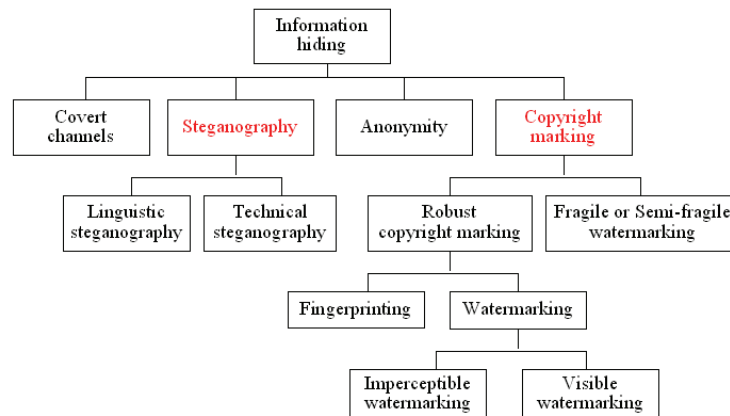 Information
hiding
Covert
channels
Steganography
Anonymity
Copyright
marking
Linguistic
steganography
Technical
steganography
Robust
copyright marking
Fragile or Semi-fragile
watermarking
Fingerprinting
Watermarking
Imperceptible
watermarking
Visible
watermarking